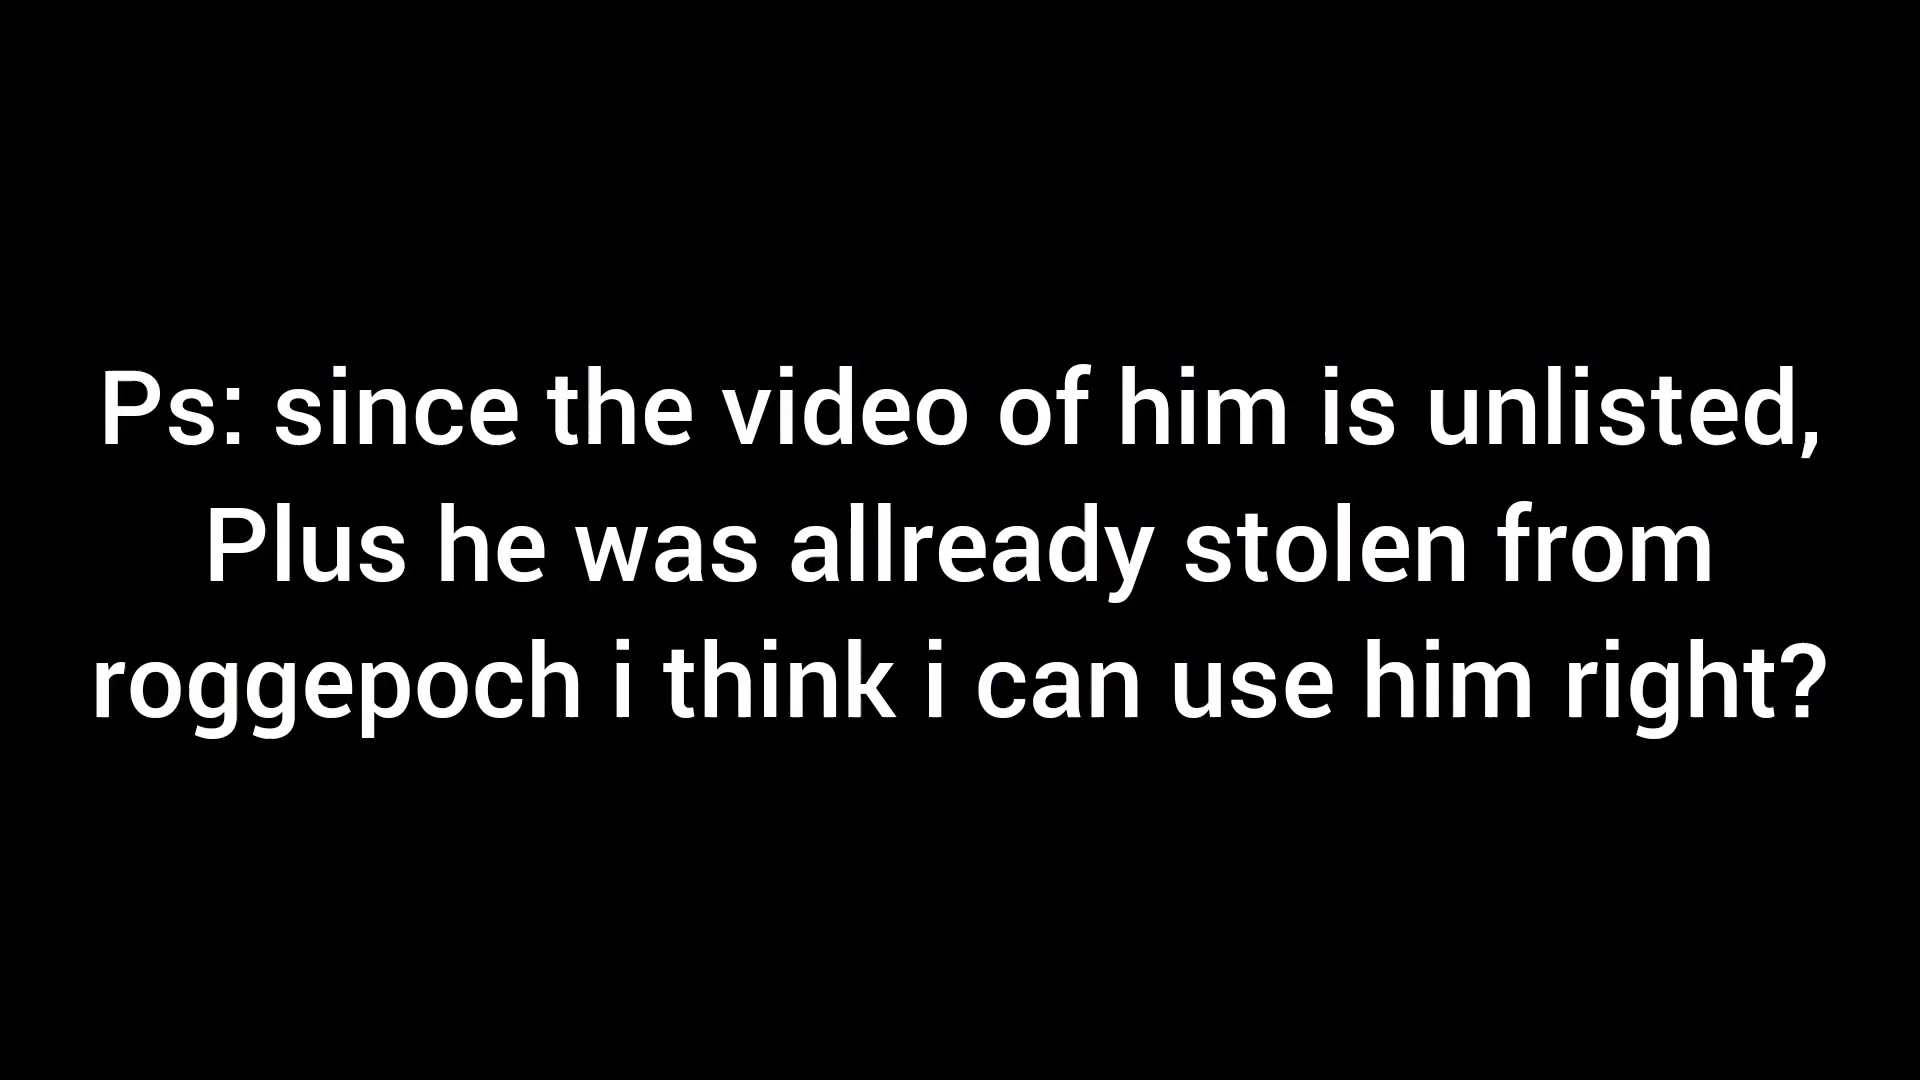 Ps: since the video of him is unlisted,
Plus he was allready stolen from
roggepoch i think i can use him right?